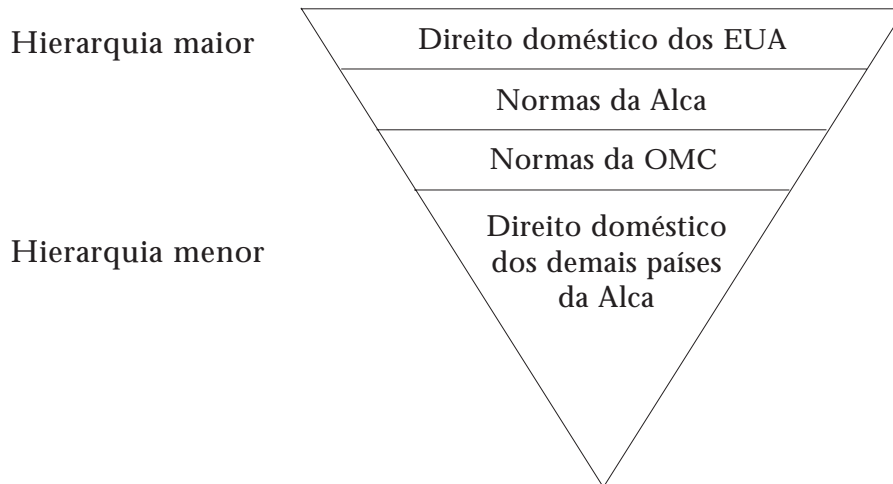 Hierarquia maior
Direito doméstico dos EUA
Normas da Alca
Normas da OMC
Hierarquia menor
Direito doméstico
dos demais países
da Alca